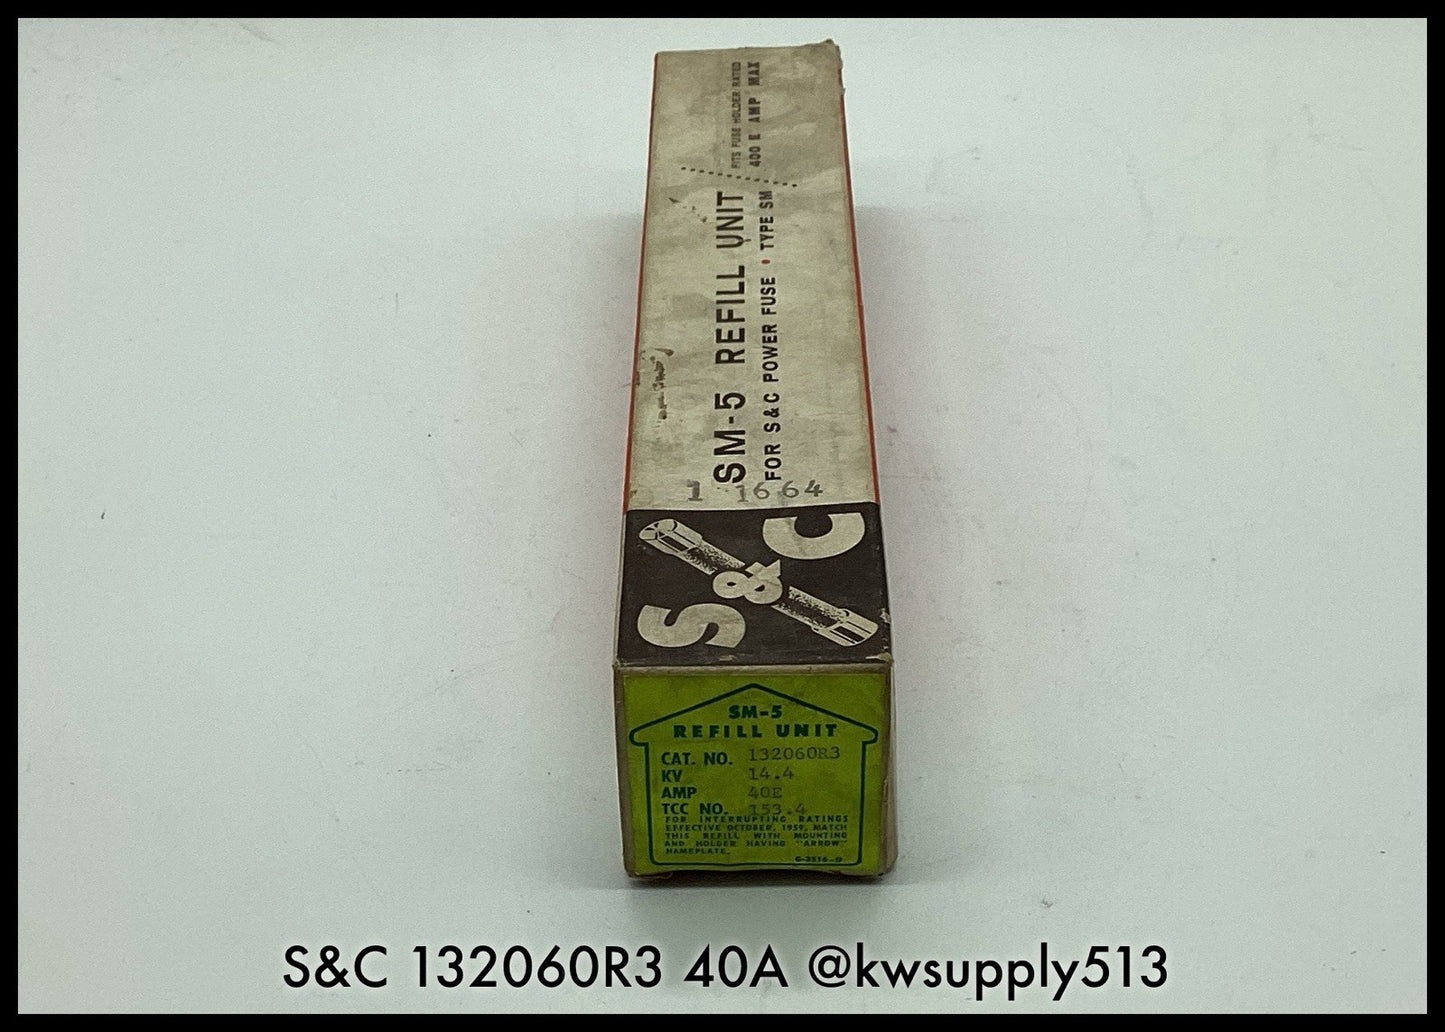 SM-5 REFILL UNIT
FITS FUSE HOLDER RATED
400 E AMP MAX
FOR S&C POWER FUSE • TYPE SM
1 1664
S&C
SM-5
REFILL UNIT
CAT. NO. 132060R3
KV 14.4
AMP 40E
TCC NO. 153.4
FOR INTERRUPTING RATINGS
EFFECTIVE OCTOBER, 1959, MATCH
THIS REFILL WITH MOUNTING
AND HOLDER HAVING "ARROW"
NAMEPLATE.
G-3516-D
S&C 132060R3 40A @kwsupply513